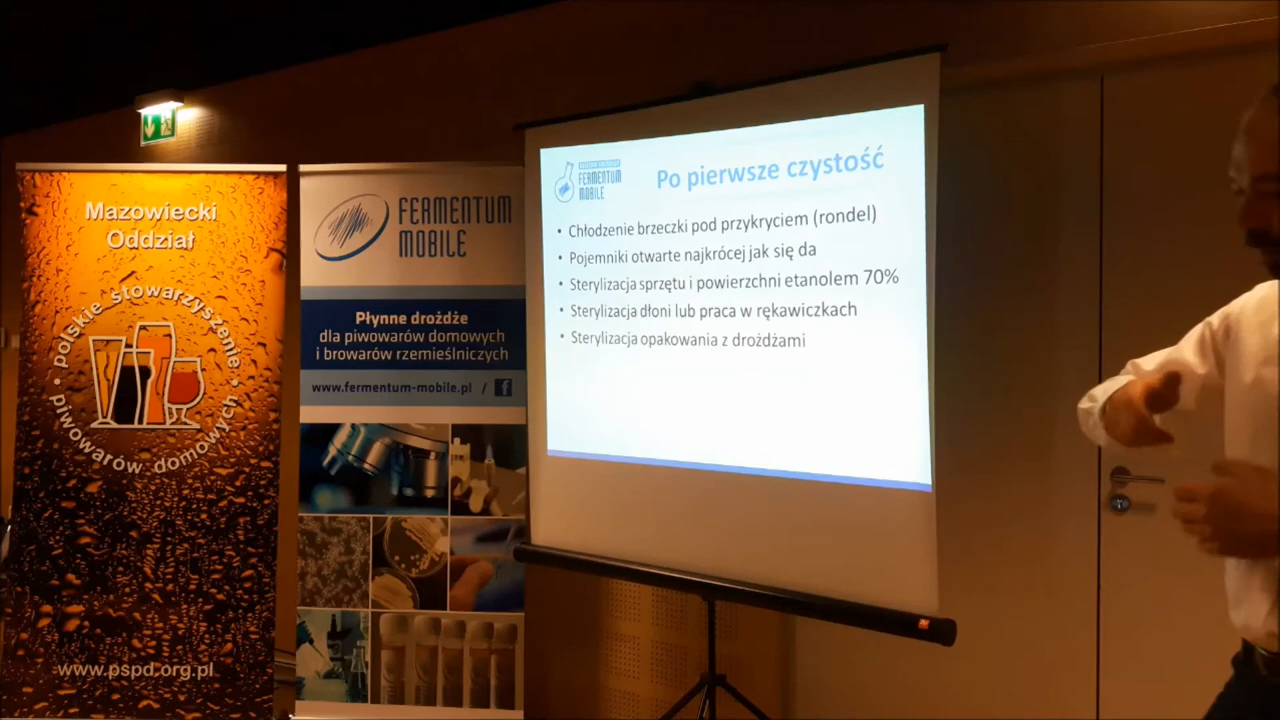 Mazowiecki
Oddział
polskie stowarzyszenie
piwowarów domowych
www.pspd.org.pl
FERMENTUM
MOBILE
Płynne drożdże
dla piwowarów domowych
i browarów rzemieślniczych
www.fermentum-mobile.pl / f
FERMENTUM
MOBILE
Po pierwsze czystość
• Chłodzenie brzeczki pod przykryciem (rondel)
• Pojemniki otwarte najkrócej jak się da
• Sterylizacja sprzętu i powierzchni etanolem 70%
• Sterylizacja dłoni lub praca w rękawiczkach
• Sterylizacja opakowania z drożdżami